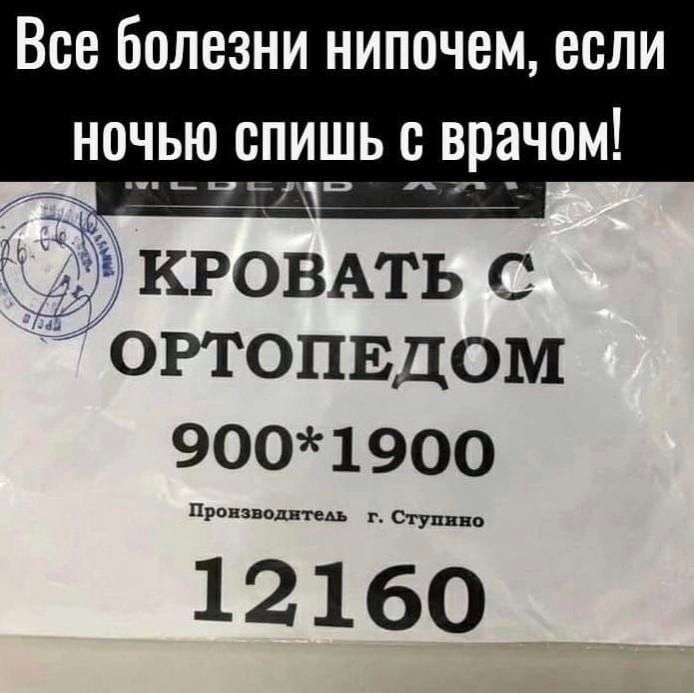 Все болезни нипочем, если
ночью спишь с врачом!
КРОВАТЬ С
ОРТОПЕДОМ
900*1900
Производитель г. Ступино
12160